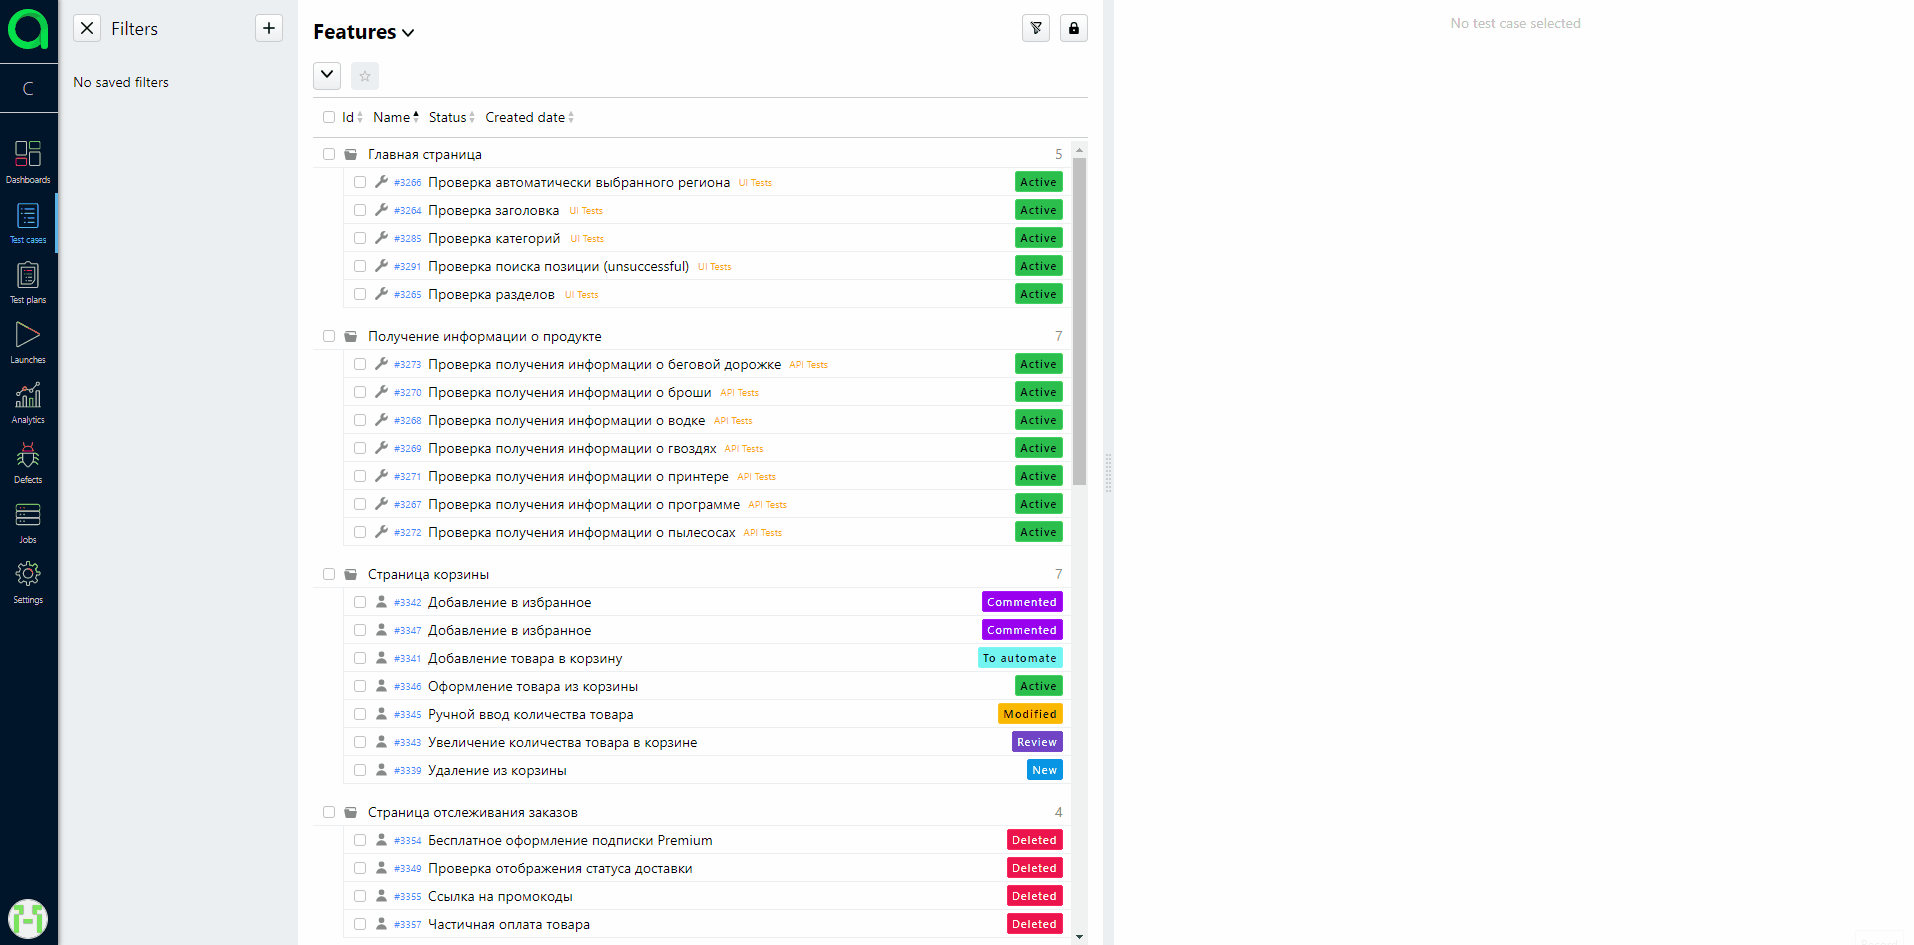 C
Dashboards
Test cases
Test plans
Launches
Analytics
Defects
Jobs
Settings
Filters
No saved filters
Features
Id Name Status Created date
Главная страница 5
#3266 Проверка автоматически выбранного региона UI Tests Active
#3264 Проверка заголовка UI Tests Active
#3285 Проверка категорий UI Tests Active
#3291 Проверка поиска позиции (unsuccessful) UI Tests Active
#3265 Проверка разделов UI Tests Active
Получение информации о продукте 7
#3273 Проверка получения информации о беговой дорожке API Tests Active
#3270 Проверка получения информации о броши API Tests Active
#3268 Проверка получения информации о водке API Tests Active
#3269 Проверка получения информации о гвоздях API Tests Active
#3271 Проверка получения информации о принтере API Tests Active
#3267 Проверка получения информации о программе API Tests Active
#3272 Проверка получения информации о пылесосах API Tests Active
Страница корзины 7
#3342 Добавление в избранное Commented
#3347 Добавление в избранное Commented
#3341 Добавление товара в корзину To automate
#3346 Оформление товара из корзины Active
#3345 Ручной ввод количества товара Modified
#3343 Увеличение количества товара в корзине Review
#3339 Удаление из корзины New
Страница отслеживания заказов 4
#3354 Бесплатное оформление подписки Premium Deleted
#3349 Проверка отображения статуса доставки Deleted
#3355 Ссылка на промокоды Deleted
#3357 Частичная оплата товара Deleted
No test case selected